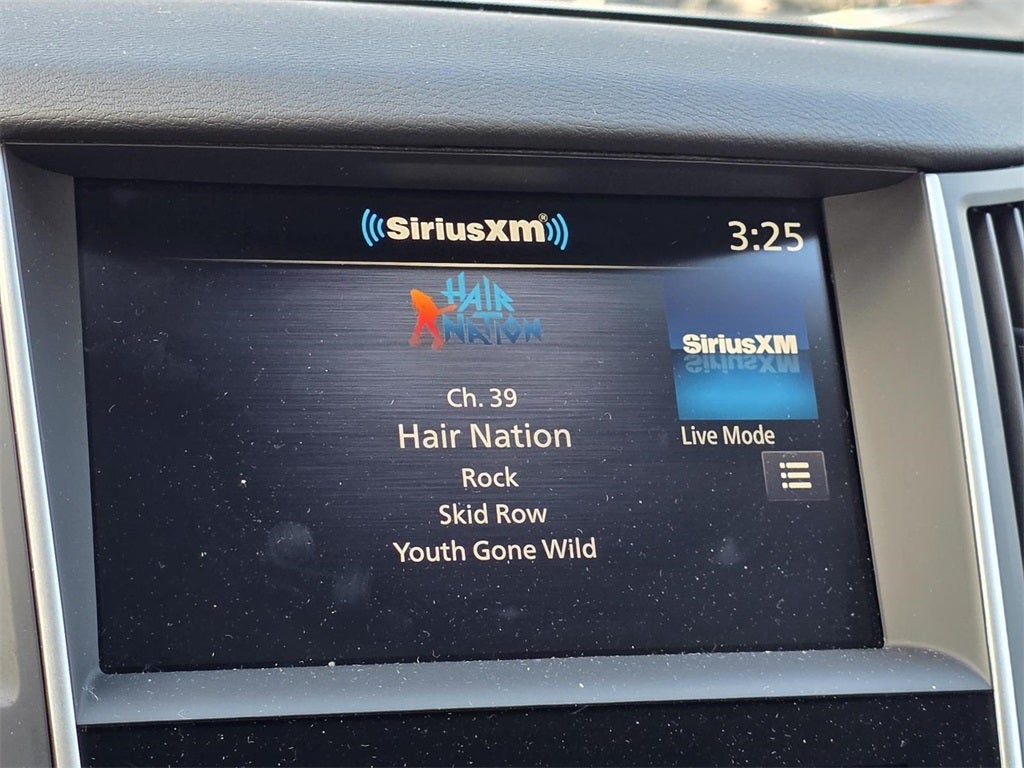 SiriusXM®
3:25
HAIR
NATION
SiriusXM
Ch. 39
Hair Nation
Live Mode
Rock
Skid Row
Youth Gone Wild